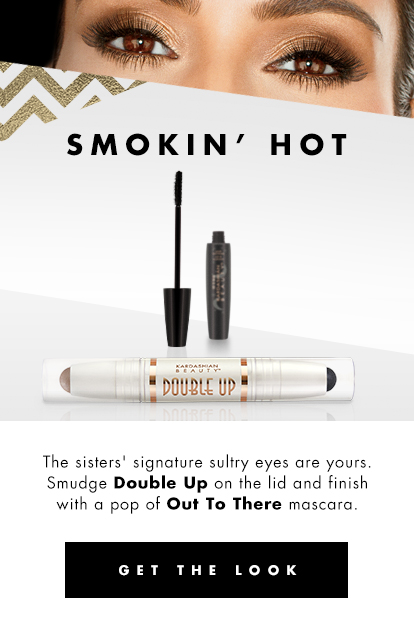 SMOKIN' HOT
KARDASHIAN
BEAUTY™
DOUBLE UP
The sisters' signature sultry eyes are yours.
Smudge Double Up on the lid and finish
with a pop of Out To There mascara.
GET THE LOOK